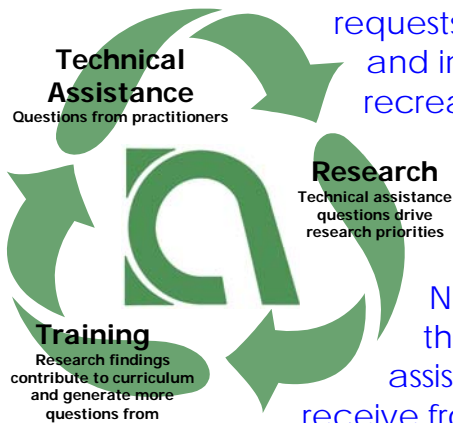 requests
and
recrea
Technical
Assistance
Questions from practitioners
Research
Technical assistance
questions drive
research priorities
N
th
assis
receive fro
Training
Research findings
contribute to curriculum
and generate more
questions from